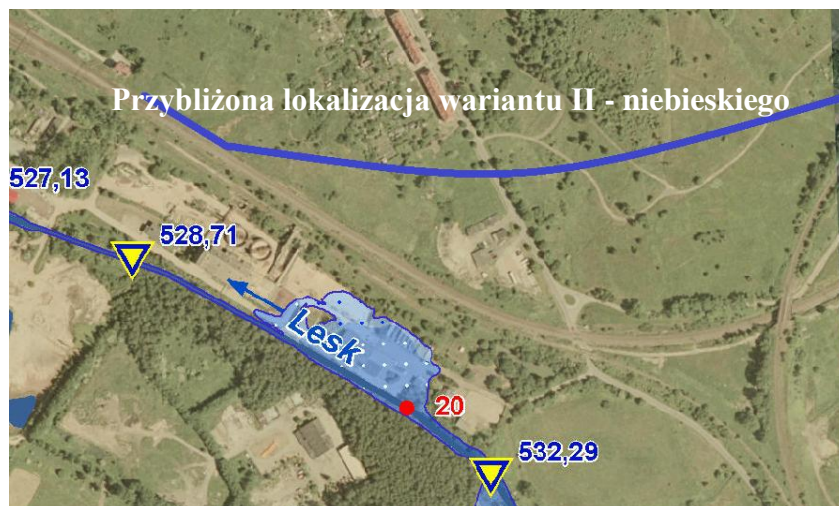 Przybliżona lokalizacja wariantu II - niebieskiego
527,13
528,71
Lesk
20
532,29